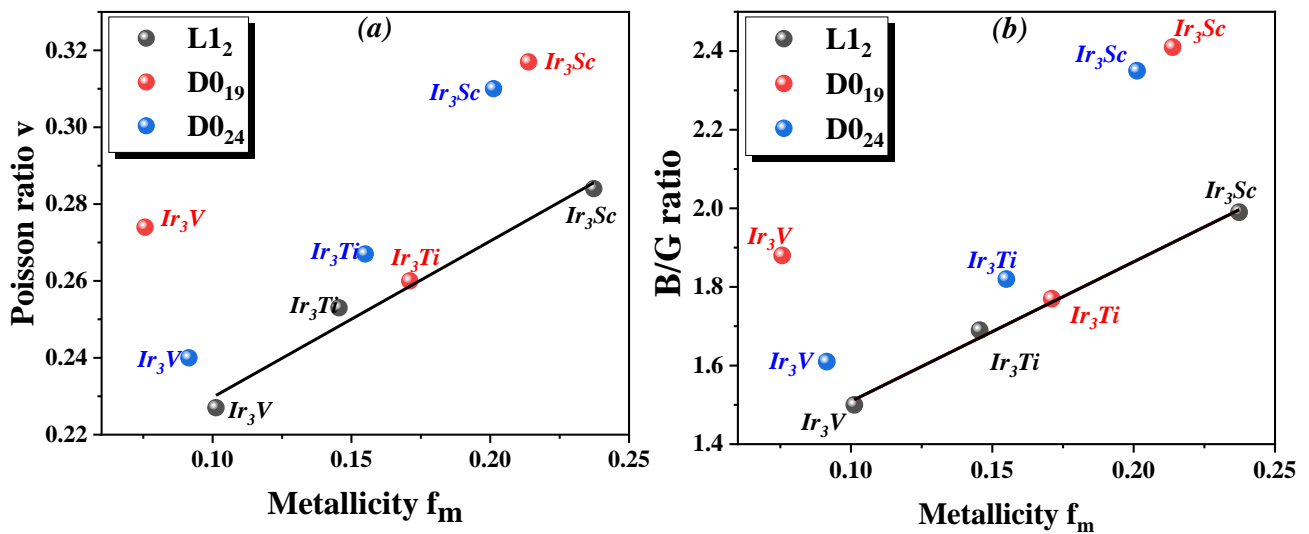 (a)
L1₂
D0₁₉
D0₂₄
Poisson ratio v
0.32
0.30
0.28
0.26
0.24
0.22
Ir₃Sc
Ir₃Sc
Ir₃Sc
Ir₃V
Ir₃Ti
Ir₃Ti
Ir₃Ti
Ir₃V
Ir₃V
0.10
0.15
0.20
0.25
Metallicity fₘ
(b)
L1₂
D0₁₉
D0₂₄
B/G ratio
2.4
2.2
2.0
1.8
1.6
1.4
Ir₃Sc
Ir₃Sc
Ir₃Sc
Ir₃V
Ir₃Ti
Ir₃Ti
Ir₃Ti
Ir₃V
Ir₃V
0.10
0.15
0.20
0.25
Metallicity fₘ